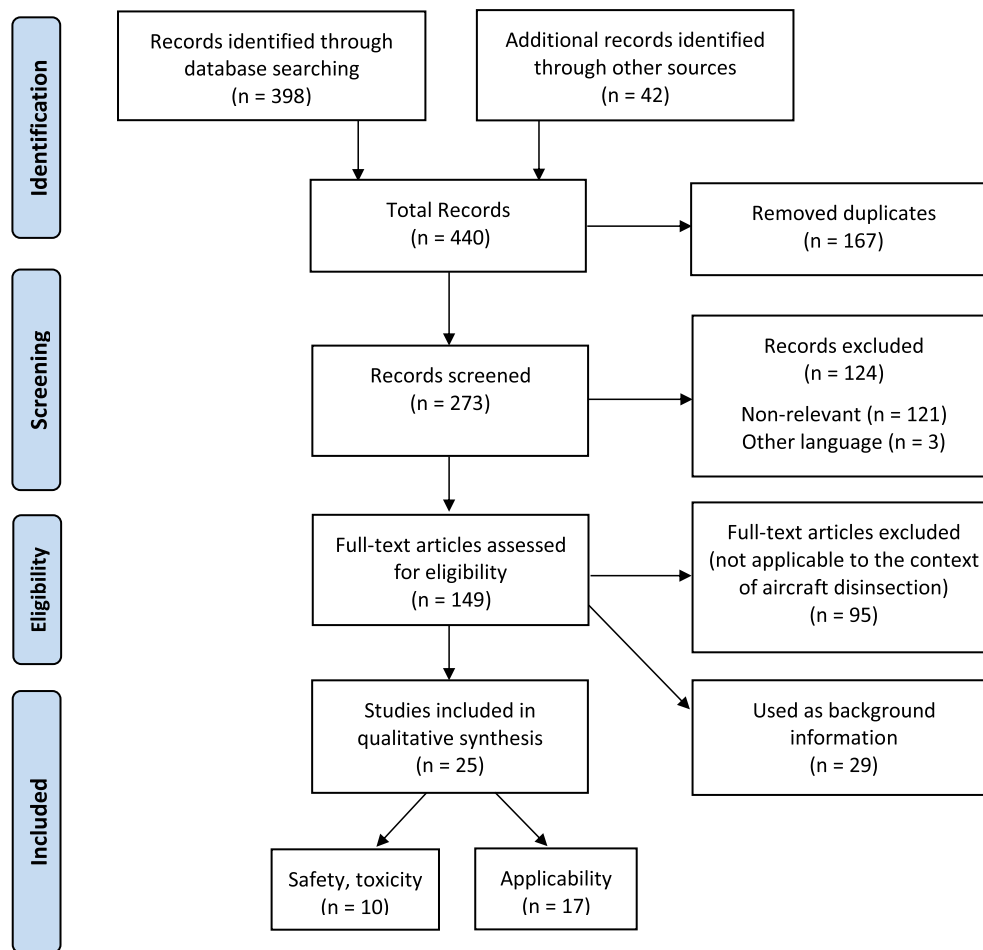 Identification
Records identified through
database searching
(n = 398)
Additional records identified
through other sources
(n = 42)
Total Records
(n = 440)
Removed duplicates
(n = 167)
Screening
Records screened
(n = 273)
Records excluded
(n = 124)
Non-relevant (n = 121)
Other language (n = 3)
Eligibility
Full-text articles assessed
for eligibility
(n = 149)
Full-text articles excluded
(not applicable to the context
of aircraft disinsection)
(n = 95)
Included
Studies included in
qualitative synthesis
(n = 25)
Used as background
information
(n = 29)
Safety, toxicity
(n = 10)
Applicability
(n = 17)